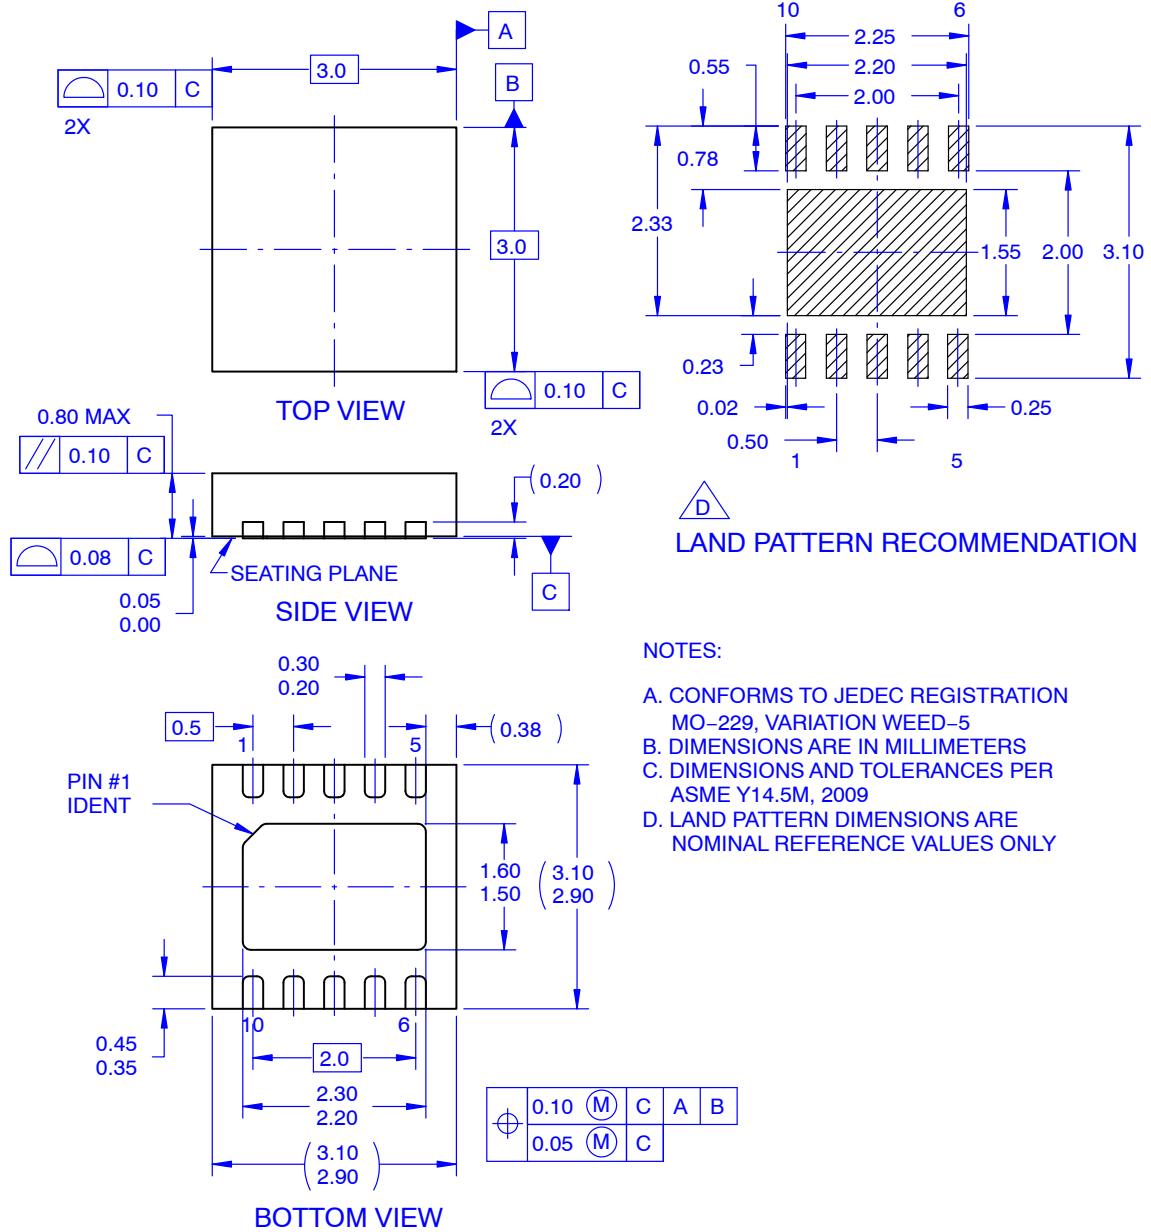 A
3.0
0.10 C
2X
B
3.0
0.10 C
2X
TOP VIEW
10 6
2.25
2.20
2.00
0.55
0.78
2.33
1.55
2.00
3.10
0.23
0.02
0.25
0.50
1 5
D
LAND PATTERN RECOMMENDATION
0.80 MAX
// 0.10 C
(0.20)
0.08 C
SEATING PLANE
C
0.05
0.00
SIDE VIEW
NOTES:
A. CONFORMS TO JEDEC REGISTRATION
MO−229, VARIATION WEED−5
B. DIMENSIONS ARE IN MILLIMETERS
C. DIMENSIONS AND TOLERANCES PER
ASME Y14.5M, 2009
D. LAND PATTERN DIMENSIONS ARE
NOMINAL REFERENCE VALUES ONLY
0.30
0.20
0.5
1 5
(0.38)
PIN #1
IDENT
1.60
1.50
(3.10
2.90)
0.45
0.35
10 6
2.0
2.30
2.20
(3.10
2.90)
0.10 Ⓜ C A B
0.05 Ⓜ C
BOTTOM VIEW